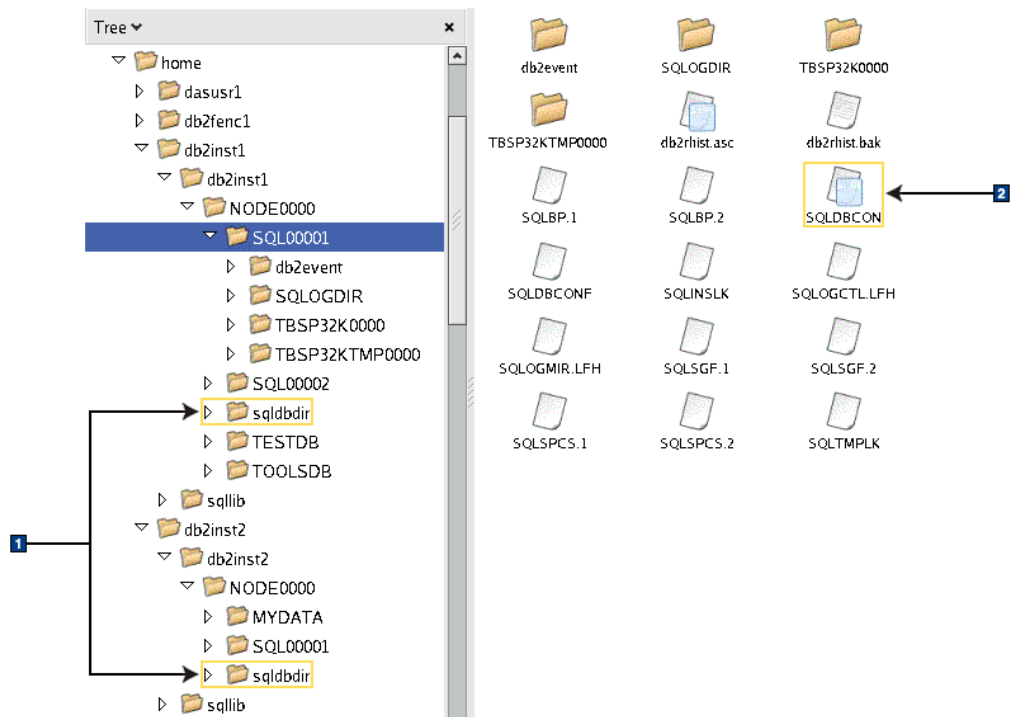 Tree
home
dasusr1
db2fenc1
db2inst1
db2inst1
NODE0000
SQL00001
db2event
SQLOGDIR
TBSP32K0000
TBSP32KTMP0000
SQL00002
sqldbdir
TESTDB
TOOLSDB
sqllib
db2inst2
db2inst2
NODE0000
MYDATA
SQL00001
sqldbdir
sqllib
1
db2event SQLOGDIR TBSP32K0000
TBSP32KTMP0000 db2rhist.asc db2rhist.bak
SQLBP.1 SQLBP.2 SQLDBCON
2
SQLDBCONF SQLINSLK SQLOGCTL.LFH
SQLOGMIR.LFH SQLSGF.1 SQLSGF.2
SQLSPCS.1 SQLSPCS.2 SQLTMPLK